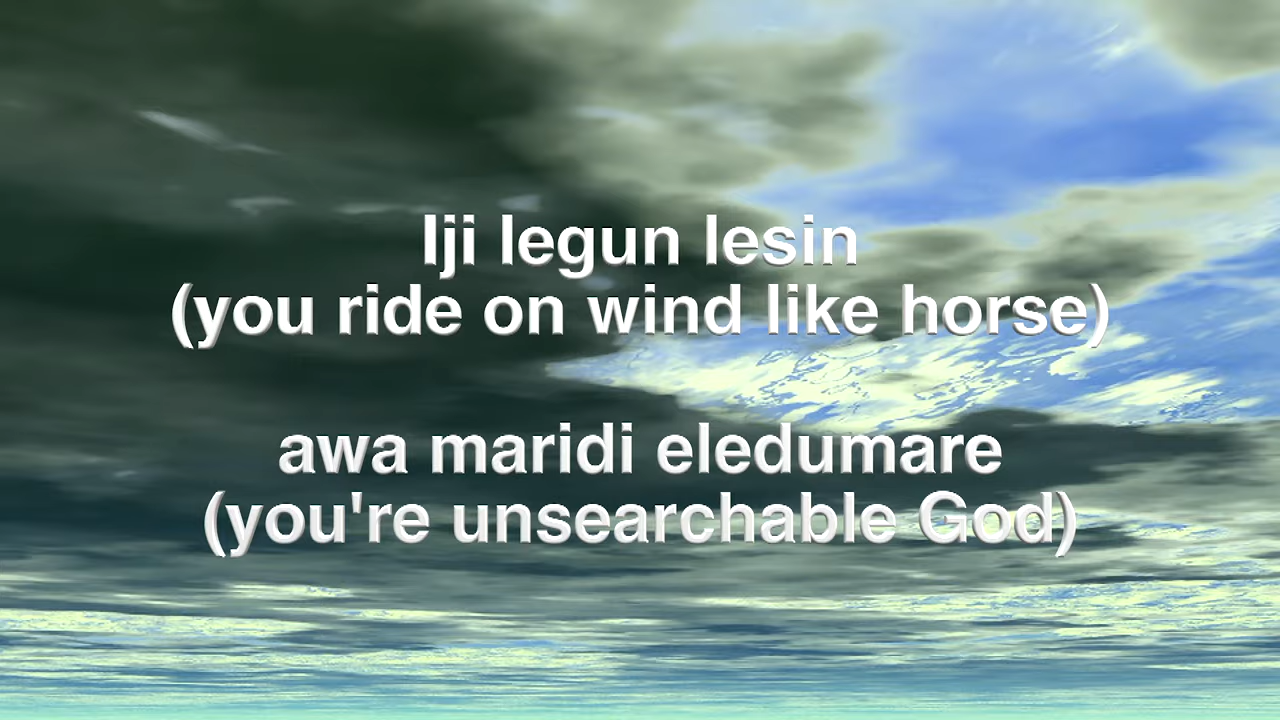 Iji legun lesin
(you ride on wind like horse)
awa maridi eledumare
(you're unsearchable God)